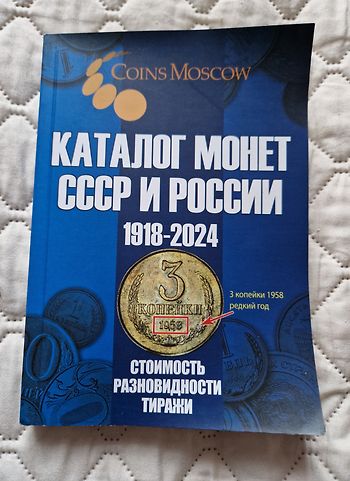 COINS MOSCOW
КАТАЛОГ МОНЕТ
СССР И РОССИИ
1918-2024
3
КОПЕЙКИ
1958
3 копейки 1958
редкий год
СТОИМОСТЬ
РАЗНОВИДНОСТИ
ТИРАЖИ